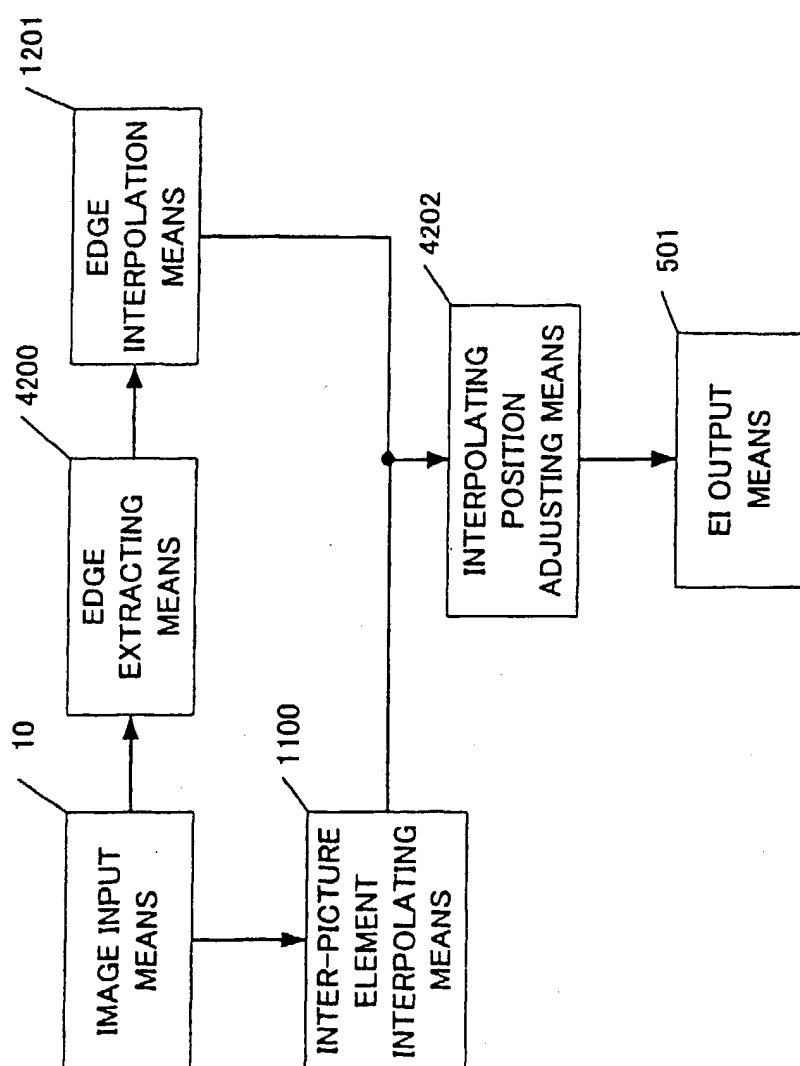 10
IMAGE INPUT
MEANS
4200
EDGE
EXTRACTING
MEANS
1201
EDGE
INTERPOLATION
MEANS
1100
INTER-PICTURE
ELEMENT
INTERPOLATING
MEANS
4202
INTERPOLATING
POSITION
ADJUSTING MEANS
501
EI OUTPUT
MEANS